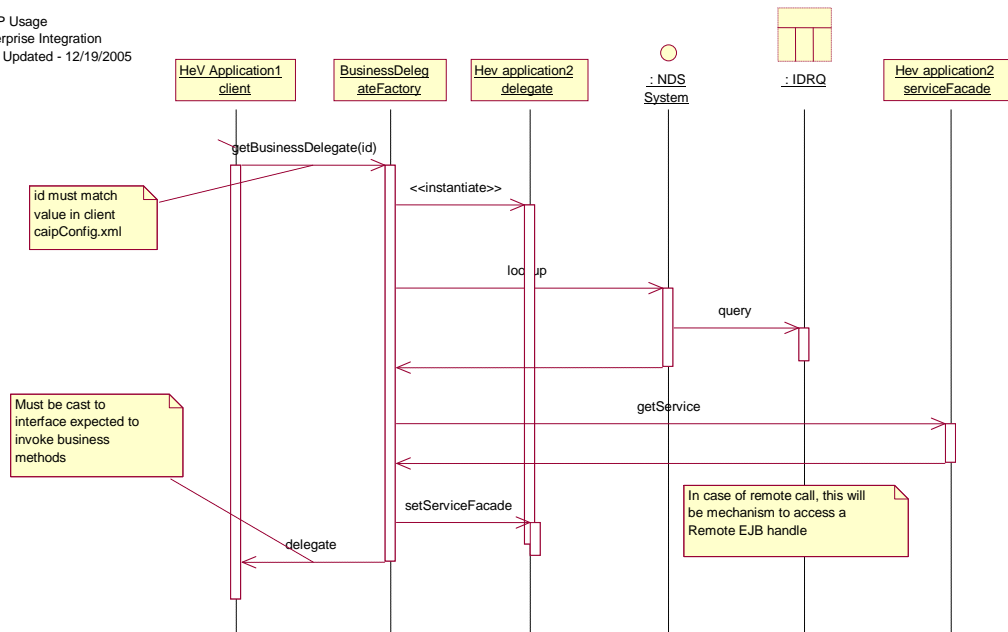 P Usage
erprise Integration
Updated - 12/19/2005
HeV Application1
client
BusinessDeleg
ateFactory
Hev application2
delegate
: NDS
System
: IDRQ
Hev application2
serviceFacade
getBusinessDelegate(id)
id must match
value in client
caipConfig.xml
<<instantiate>>
lookup
query
Must be cast to
interface expected to
invoke business
methods
getService
In case of remote call, this will
be mechanism to access a
Remote EJB handle
setServiceFacade
delegate